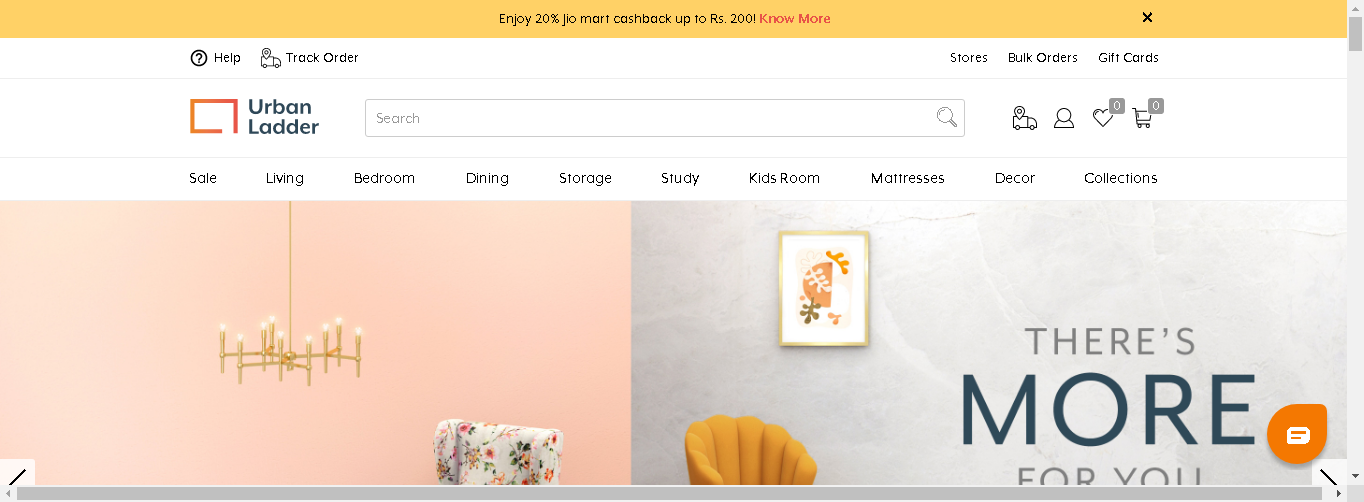 Enjoy 20% Jio mart cashback up to Rs. 200! Know More
Help
Track Order
Stores
Bulk Orders
Gift Cards
Urban
Ladder
Search
0
0
Sale
Living
Bedroom
Dining
Storage
Study
Kids Room
Mattresses
Decor
Collections
THERE'S
MORE
FOR YOU